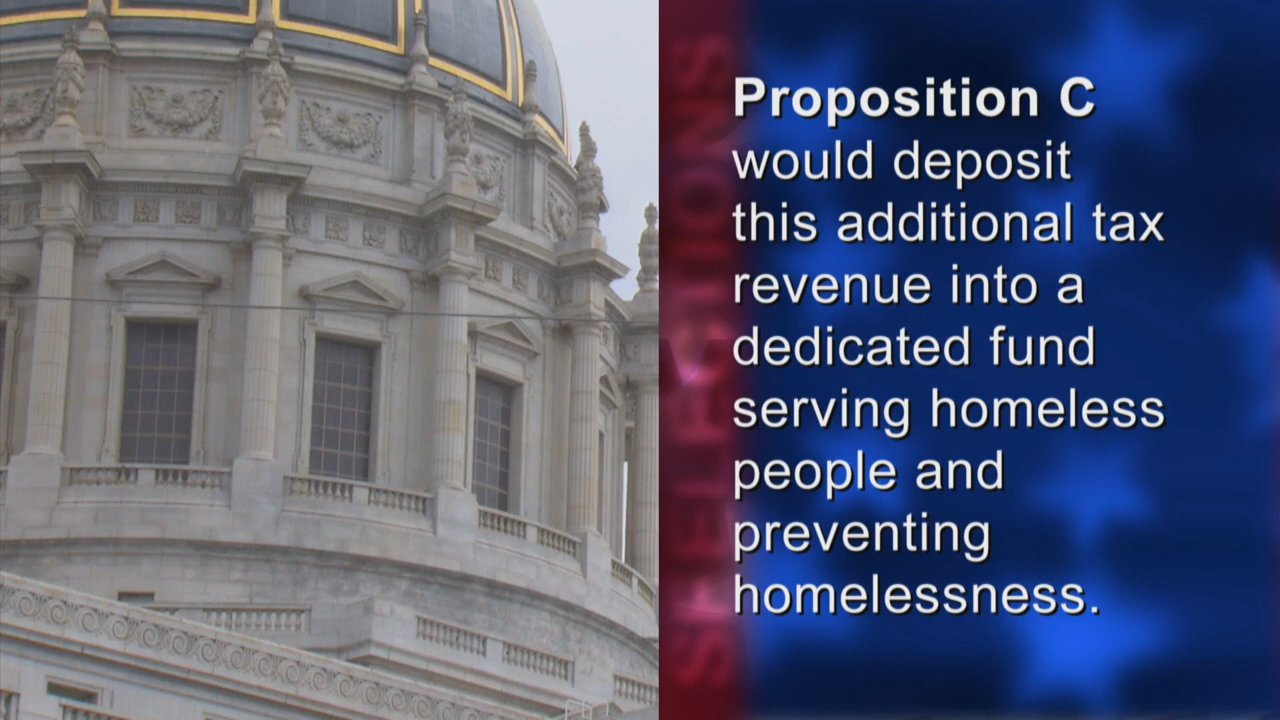 Proposition C
would deposit
this additional tax
revenue into a
dedicated fund
serving homeless
people and
preventing
homelessness.